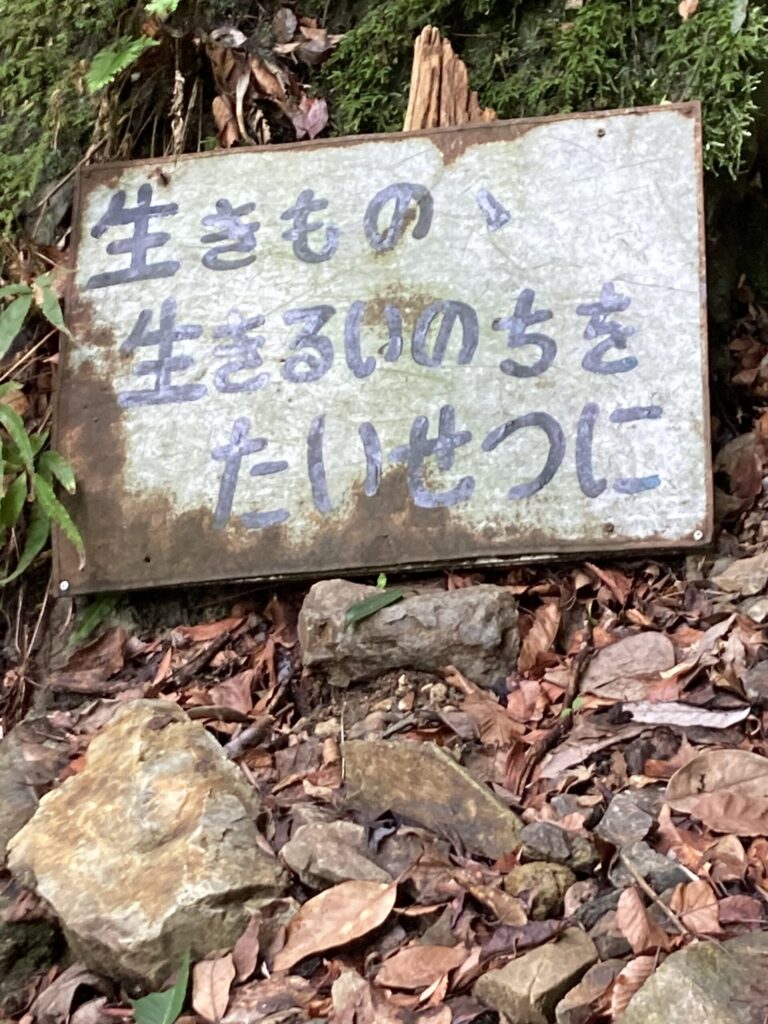 生きもの、
生きるいのちを
たいせつに